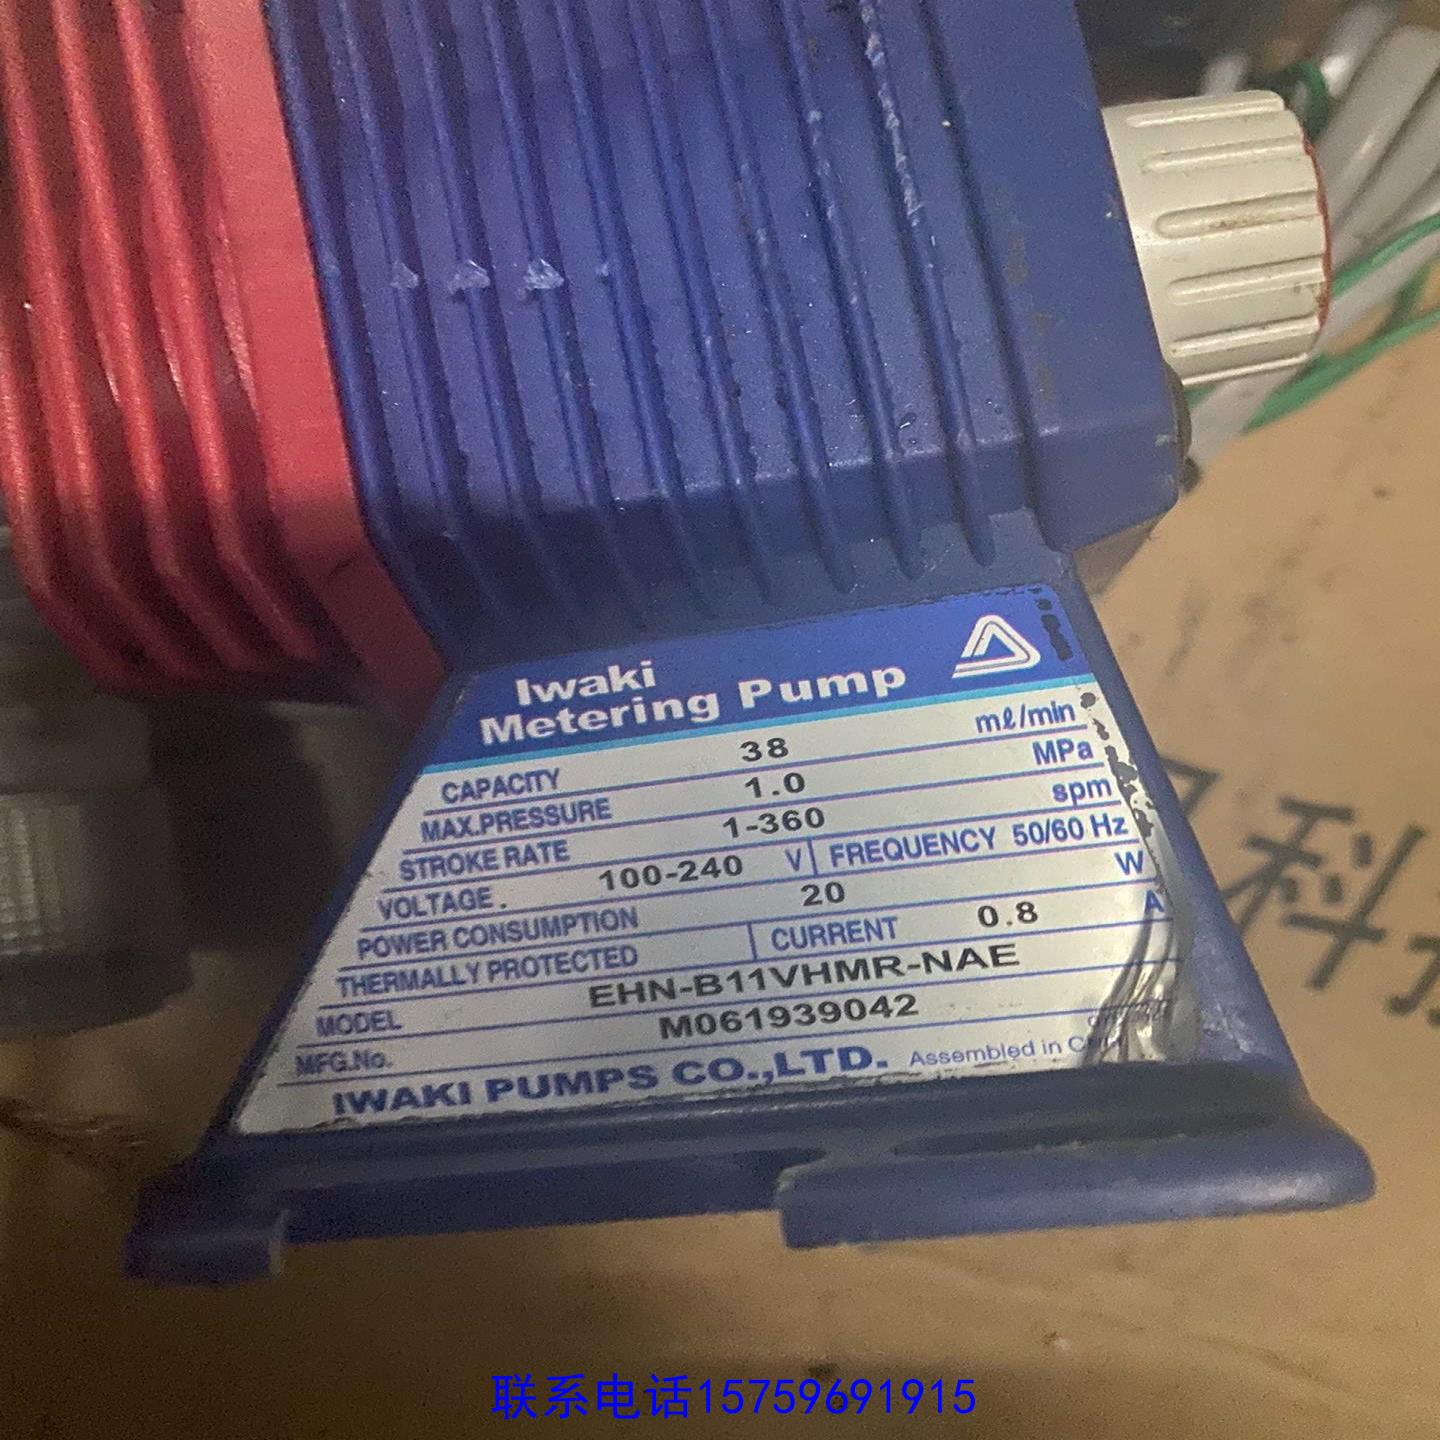 Iwaki
Metering Pump
CAPACITY 38 mℓ/min
MAX.PRESSURE 1.0 MPa
STROKE RATE 1-360 spm
VOLTAGE. 100-240 V FREQUENCY 50/60 Hz
POWER CONSUMPTION 20 W
THERMALLY PROTECTED CURRENT 0.8 A
MODEL EHN-B11VHMR-NAE
MFG.No. M061939042
IWAKI PUMPS CO.,LTD. Assembled in
科
联系电话15759691915